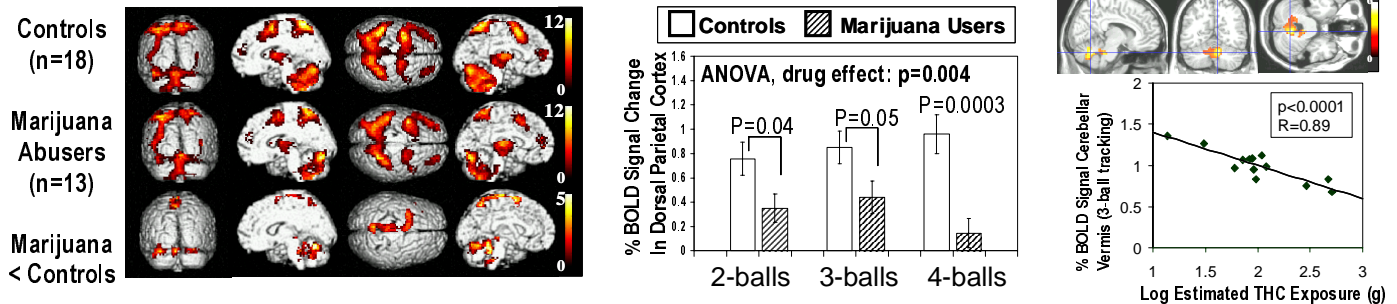 Controls
(n=18)
Marijuana
Abusers
(n=13)
Marijuana
< Controls
12
0
12
0
5
0
Controls
Marijuana Users
% BOLD Signal Change
In Dorsal Parietal Cortex
1.6
1.4
1.2
1
0.8
0.6
0.4
0.2
0
ANOVA, drug effect: p=0.004
P=0.04
P=0.05
P=0.0003
2-balls
3-balls
4-balls
0
% BOLD Signal Cerebellar
Vermis (3-ball tracking)
2
1.5
1
0.5
0
p<0.0001
R=0.89
1
1.5
2
2.5
3
Log Estimated THC Exposure (g)